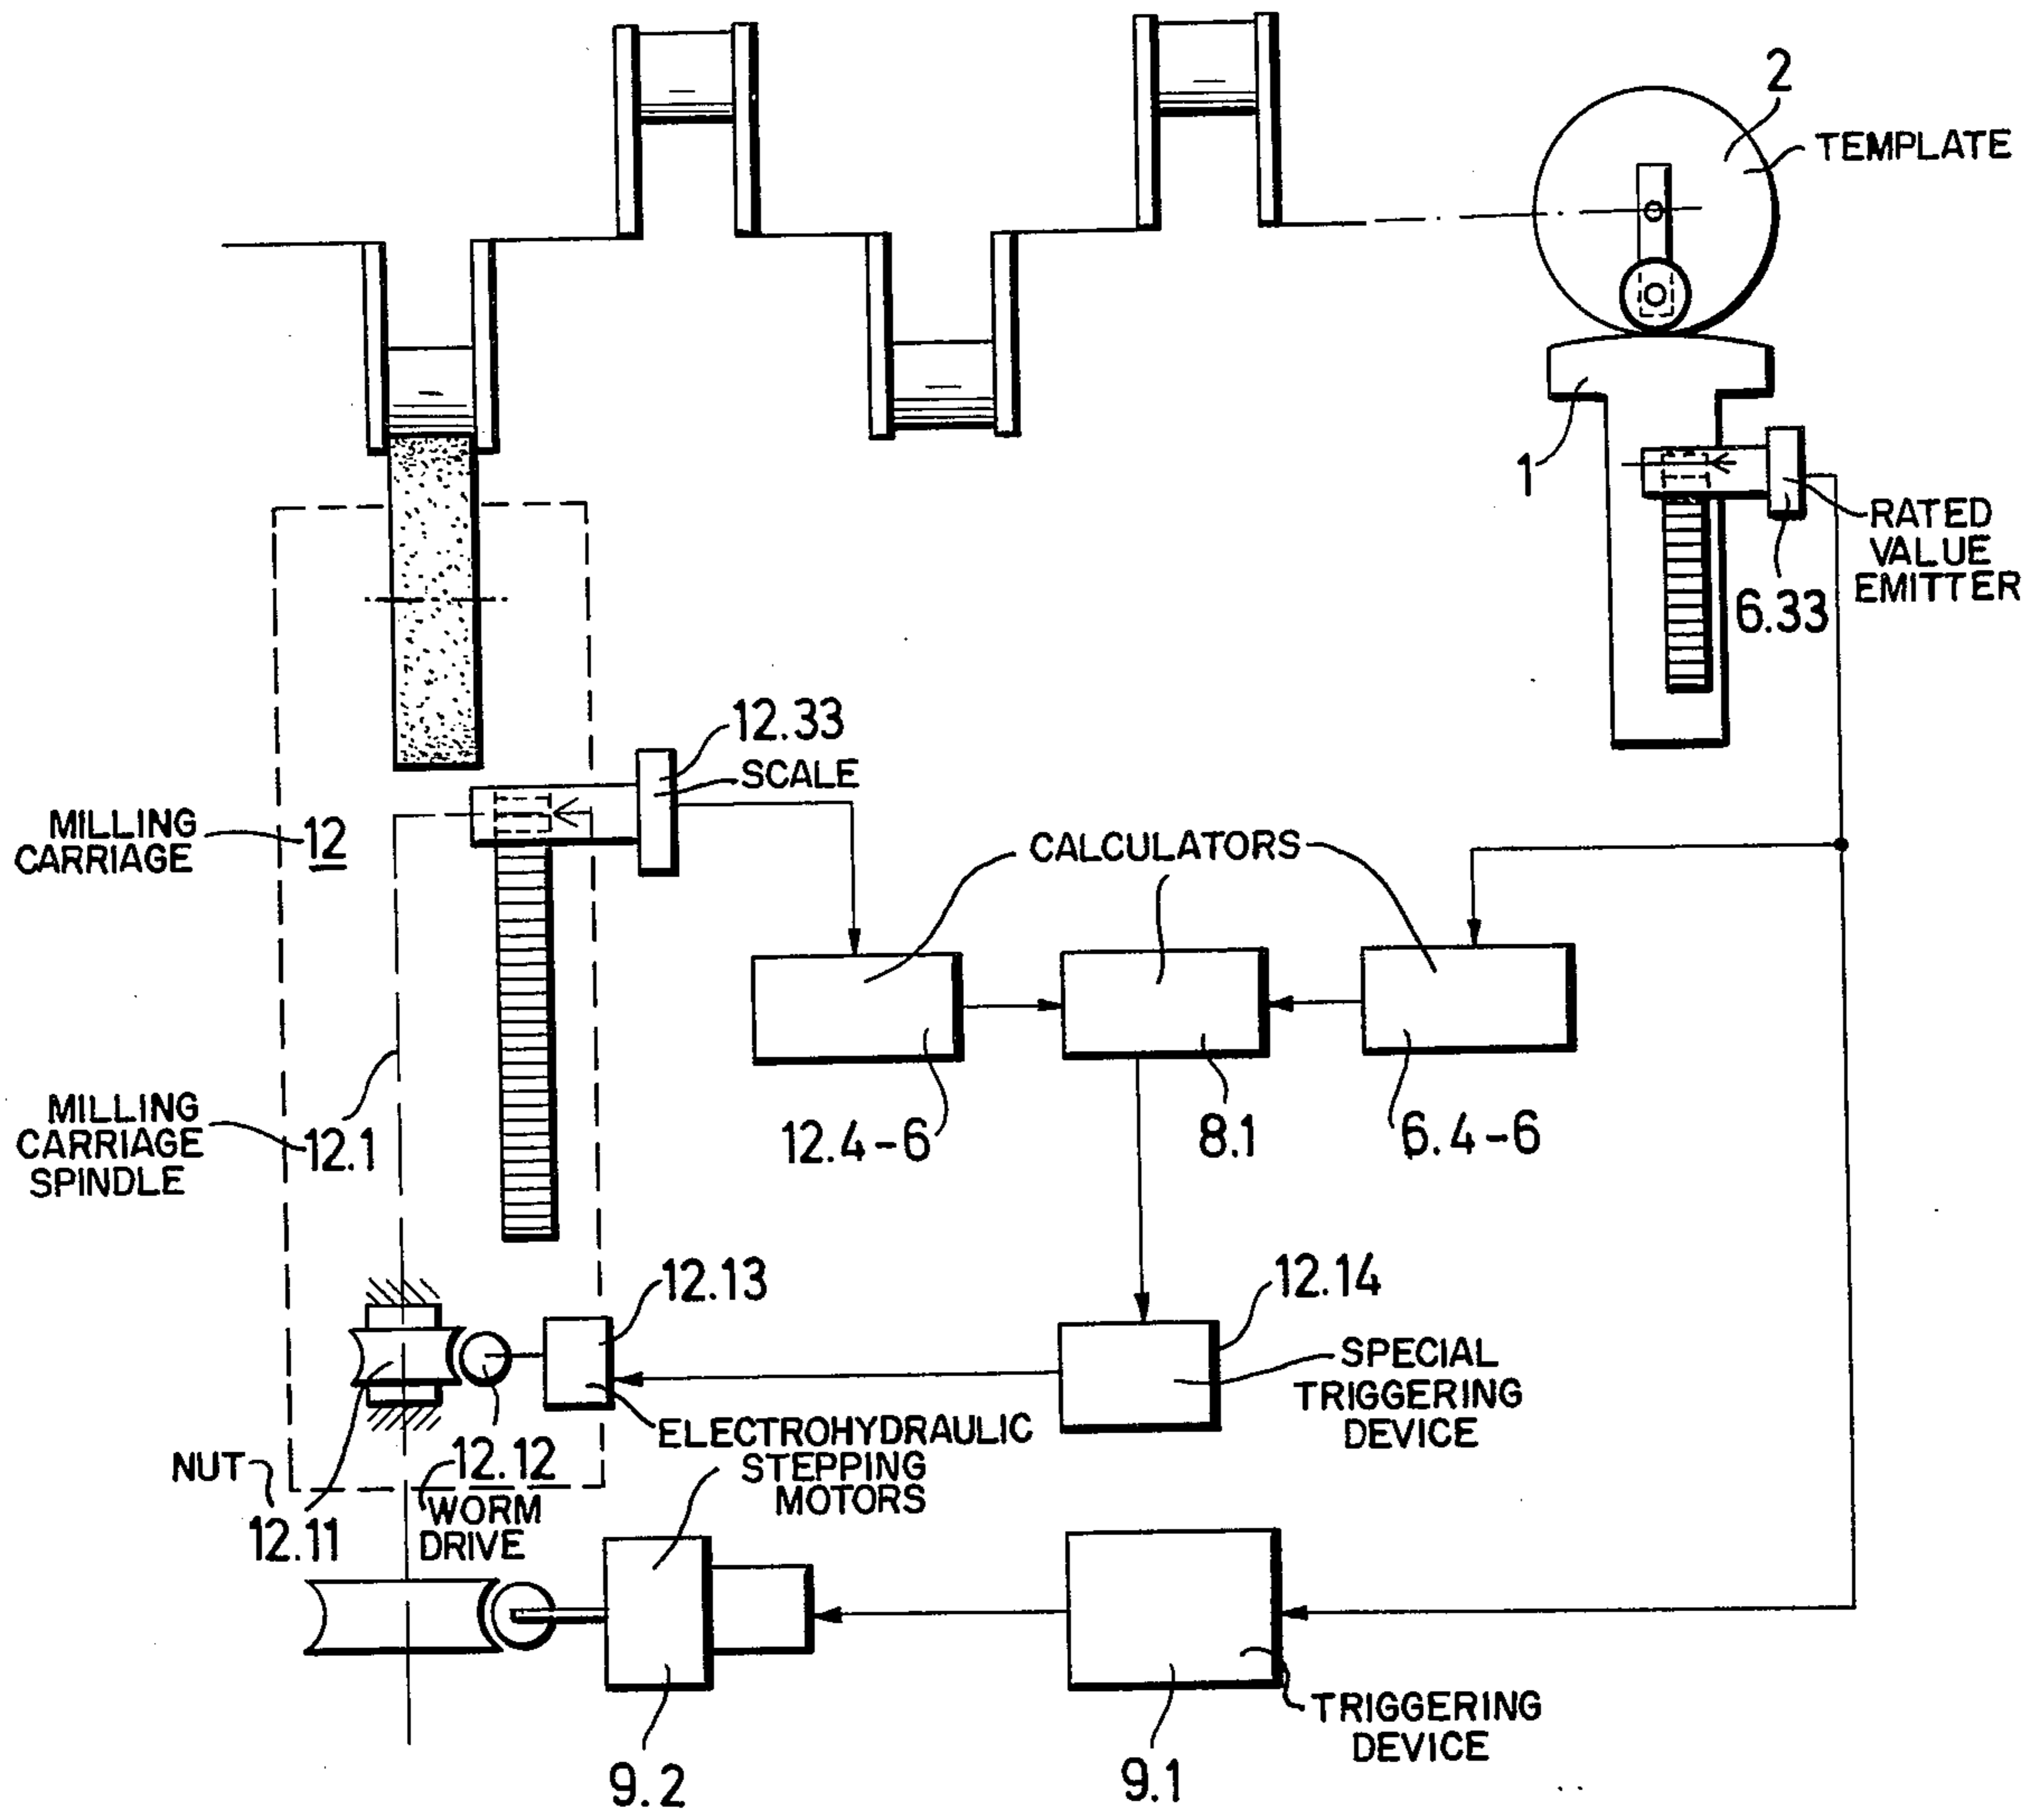 2
TEMPLATE
1
RATED
VALUE
EMITTER
6.33
12.33
SCALE
MILLING
CARRIAGE
12
CALCULATORS
MILLING
CARRIAGE
SPINDLE
12.1
12.4-6
8.1
6.4-6
12.13
12.14
SPECIAL
TRIGGERING
DEVICE
ELECTROHYDRAULIC
STEPPING
MOTORS
NUT
12.11
12.12
WORM
DRIVE
9.2
9.1
TRIGGERING
DEVICE